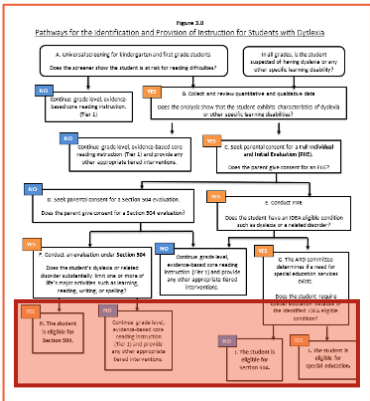 Figure 3.8
Pathways for the Identification and Provision of Instruction for Students with Dyslexia
A. Universal screening for kindergarten and first grade students.
Does the screener show the student is at risk for reading difficulties?
In all grades, is the student
suspected of having dyslexia or any
other specific learning disability?
NO
Continue grade level, evidence-
based core reading instruction.
(Tier 1)
YES
B. Collect and review quantitative and qualitative data
Does the analysis show that the student exhibits characteristics of dyslexia
or other specific learning disabilities?
NO
Continue grade level, evidence-based core
reading instruction (Tier 1) and provide any
other appropriate tiered interventions.
YES
C. Seek parental consent for a Full Individual
and Initial Evaluation (FIIE).
Does the parent give consent for an FIIE?
NO
D. Seek parental consent for a Section 504 evaluation.
Does the parent give consent for a Section 504 evaluation?
YES
E. Conduct FIIE
Does the student have an IDEA eligible condition
such as dyslexia or a related disorder?
YES
F. Conduct an evaluation under Section 504
Does the student's dyslexia or related
disorder substantially limit one or more of
life's major activities such as learning,
reading, writing, or spelling?
NO
Continue grade level,
evidence-based core reading
instruction (Tier 1) and provide
any other appropriate tiered
interventions.
YES
G. The ARD committee
determines the need for
special education services
exists.
Does the student require
special education because of
the identified IDEA eligible
condition?
YES
H. The student
is eligible for
Section 504.
NO
Continue grade level,
evidence-based core reading
instruction (Tier 1) and provide
any other appropriate tiered
interventions.
NO
J. The student is
eligible for
Section 504.
YES
I. The student is
eligible for
special education.